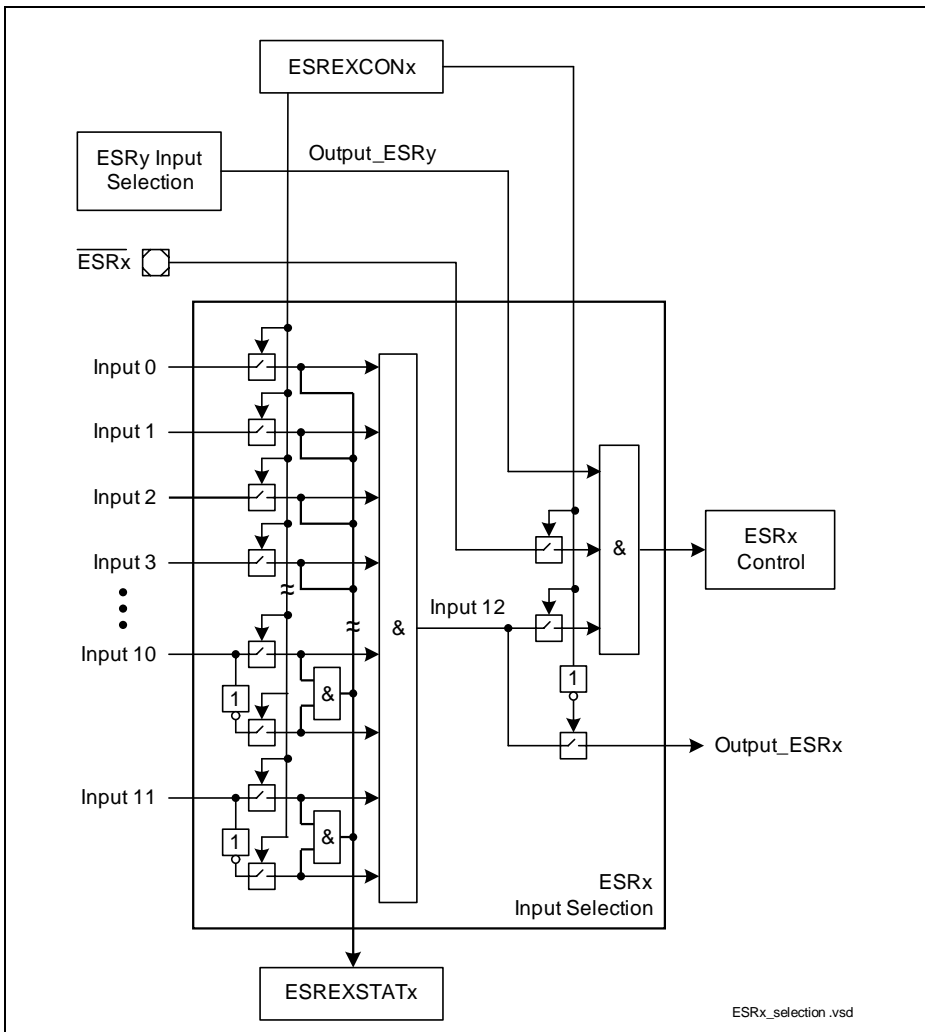 ESREXCONx
ESRy Input
Selection
Output_ESRy
ESRx
Input 0
Input 1
Input 2
Input 3
Input 10
Input 11
1
1
&
&
&
Input 12
1
&
ESRx
Control
Output_ESRx
ESRx
Input Selection
ESREXSTATx
ESRx_selection .vsd